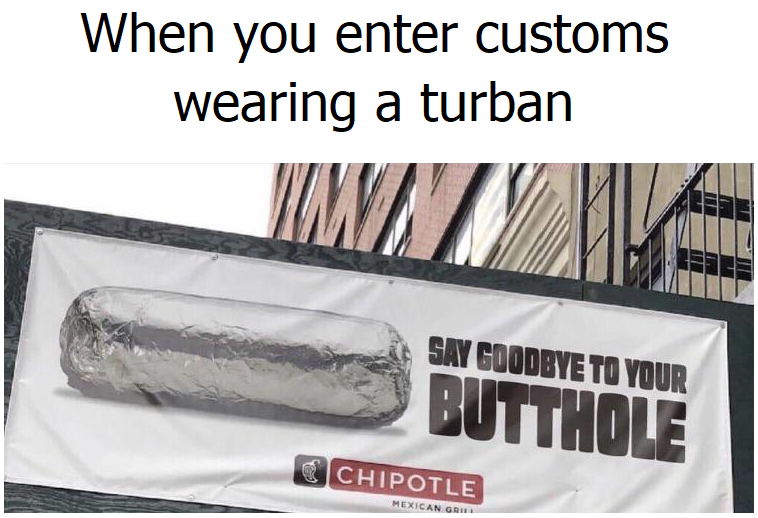 When you enter customs
wearing a turban
SAY GOODBYE TO YOUR
BUTTHOLE
CHIPOTLE
MEXICAN GRILL